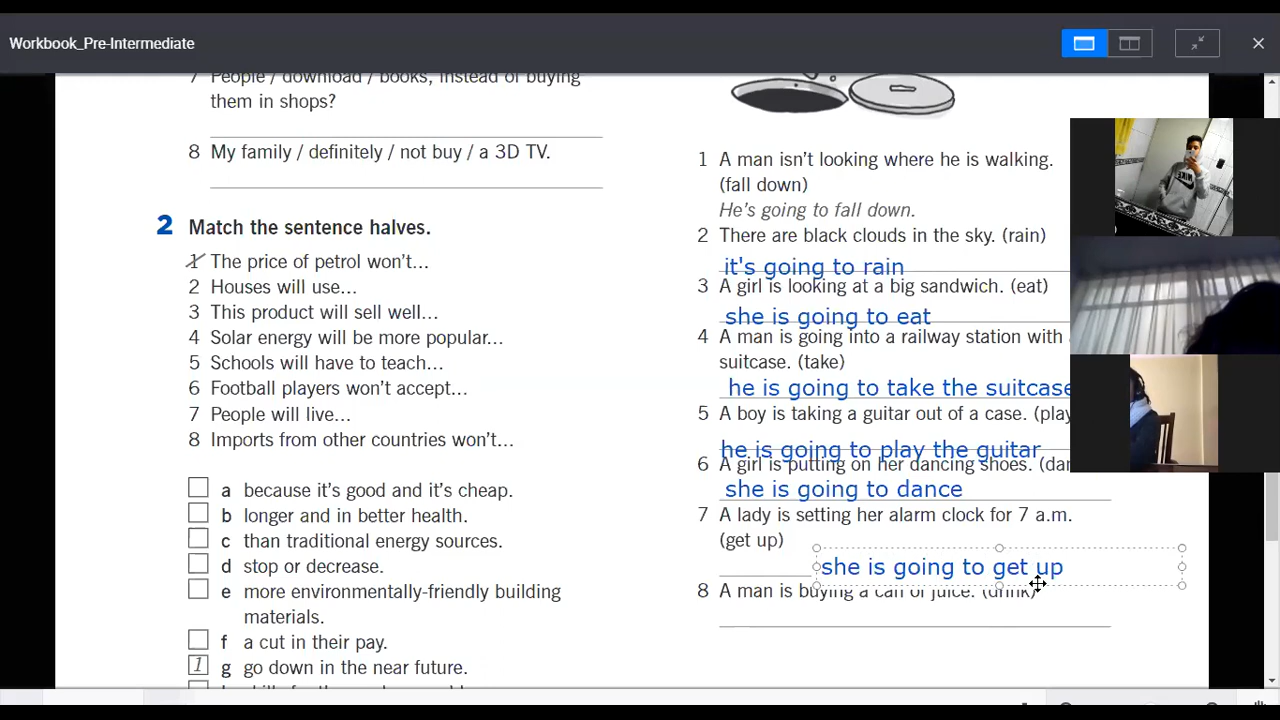 Workbook_Pre-Intermediate
7 People / download / books, instead of buying
them in shops?
8 My family / definitely / not buy / a 3D TV.
2 Match the sentence halves.
1 The price of petrol won't…
2 Houses will use…
3 This product will sell well…
4 Solar energy will be more popular…
5 Schools will have to teach…
6 Football players won't accept…
7 People will live…
8 Imports from other countries won't…
a because it's good and it's cheap.
b longer and in better health.
c than traditional energy sources.
d stop or decrease.
e more environmentally-friendly building
materials.
f a cut in their pay.
1 g go down in the near future.
1 A man isn't looking where he is walking.
(fall down)
He's going to fall down.
2 There are black clouds in the sky. (rain)
it's going to rain
3 A girl is looking at a big sandwich. (eat)
she is going to eat
4 A man is going into a railway station with
suitcase. (take)
he is going to take the suitcase
5 A boy is taking a guitar out of a case. (play
he is going to play the guitar
6 A girl is putting on her dancing shoes.
she is going to dance
7 A lady is setting her alarm clock for 7 a.m.
(get up)
she is going to get up
8 A man is buying a can of juice. (drink)
NIKE